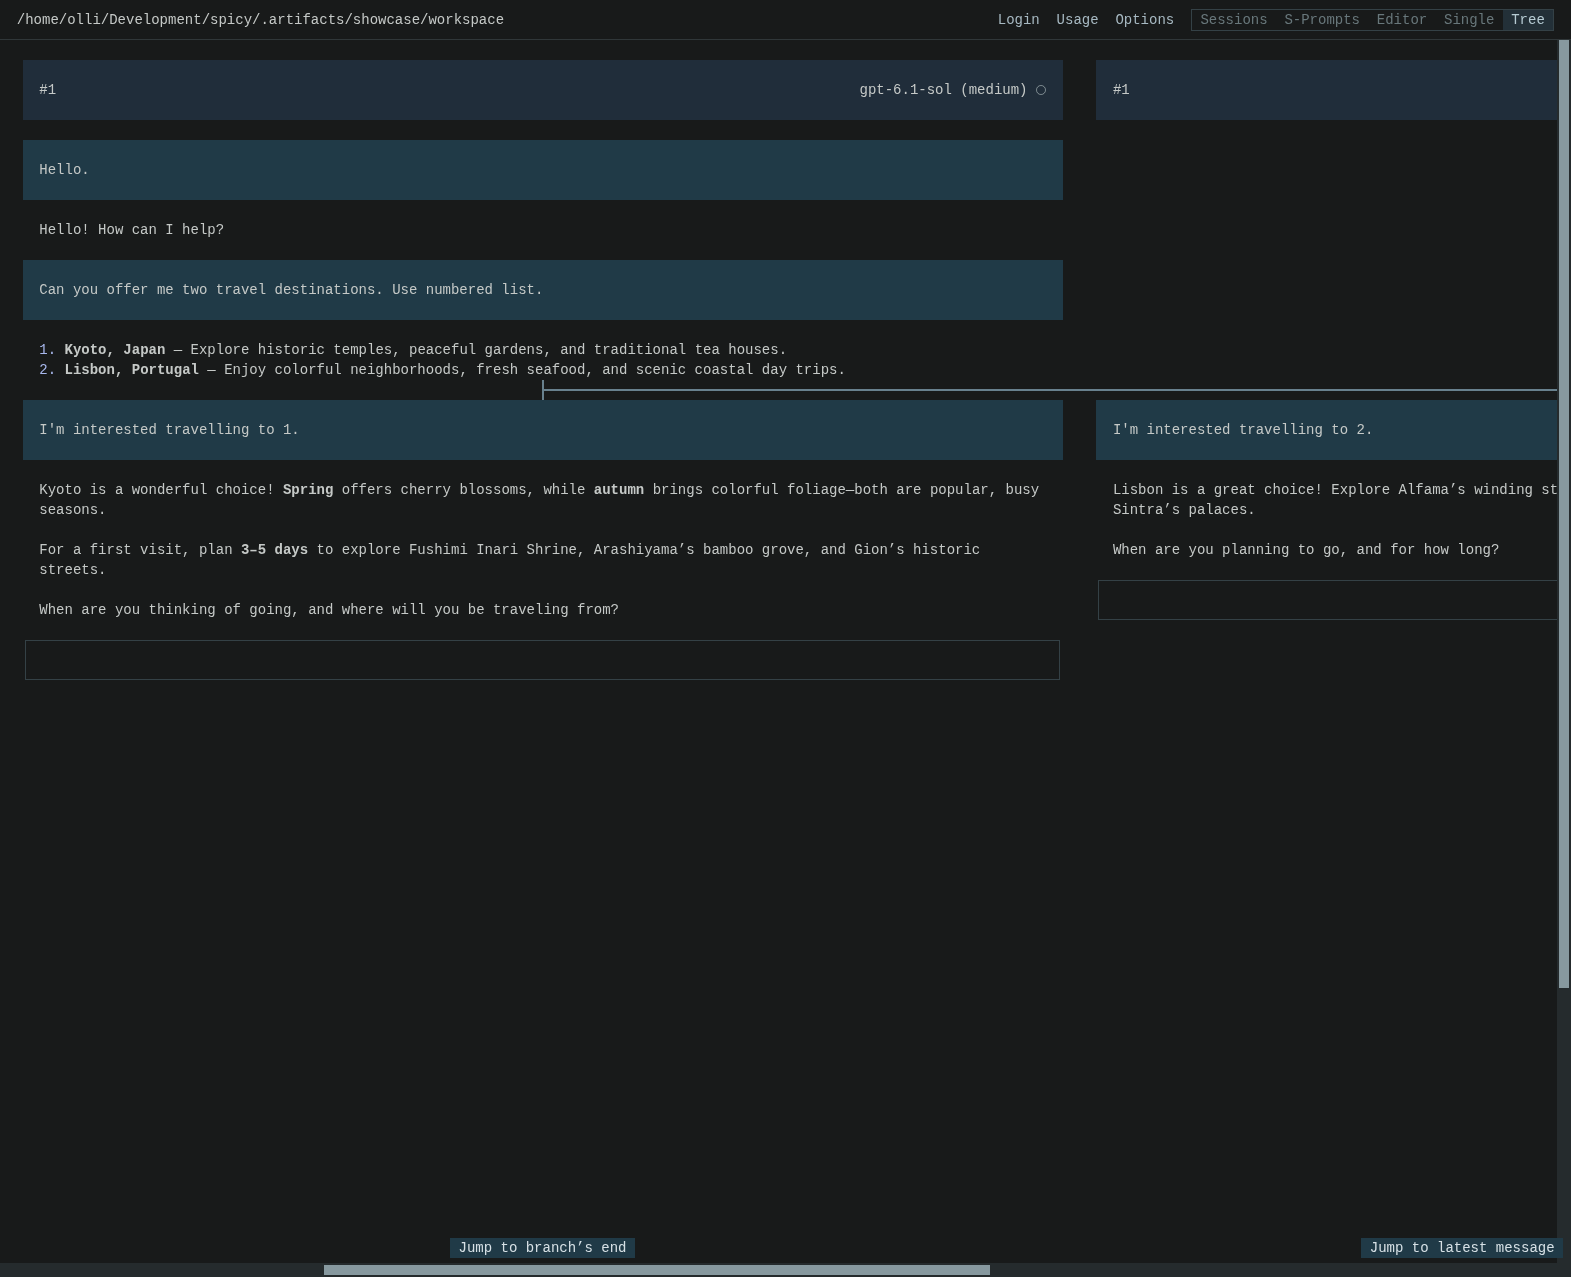 /home/olli/Development/spicy/.artifacts/showcase/workspace
Login Usage Options Sessions S-Prompts Editor Single Tree
#1 gpt-6.1-sol (medium)
#1
Hello.
Hello! How can I help?
Can you offer me two travel destinations. Use numbered list.
1. Kyoto, Japan — Explore historic temples, peaceful gardens, and traditional tea houses.
2. Lisbon, Portugal — Enjoy colorful neighborhoods, fresh seafood, and scenic coastal day trips.
I'm interested travelling to 1.
Kyoto is a wonderful choice! Spring offers cherry blossoms, while autumn brings colorful foliage—both are popular, busy
seasons.
For a first visit, plan 3–5 days to explore Fushimi Inari Shrine, Arashiyama’s bamboo grove, and Gion’s historic
streets.
When are you thinking of going, and where will you be traveling from?
I'm interested travelling to 2.
Lisbon is a great choice! Explore Alfama’s winding st
Sintra’s palaces.
When are you planning to go, and for how long?
Jump to branch’s end
Jump to latest message